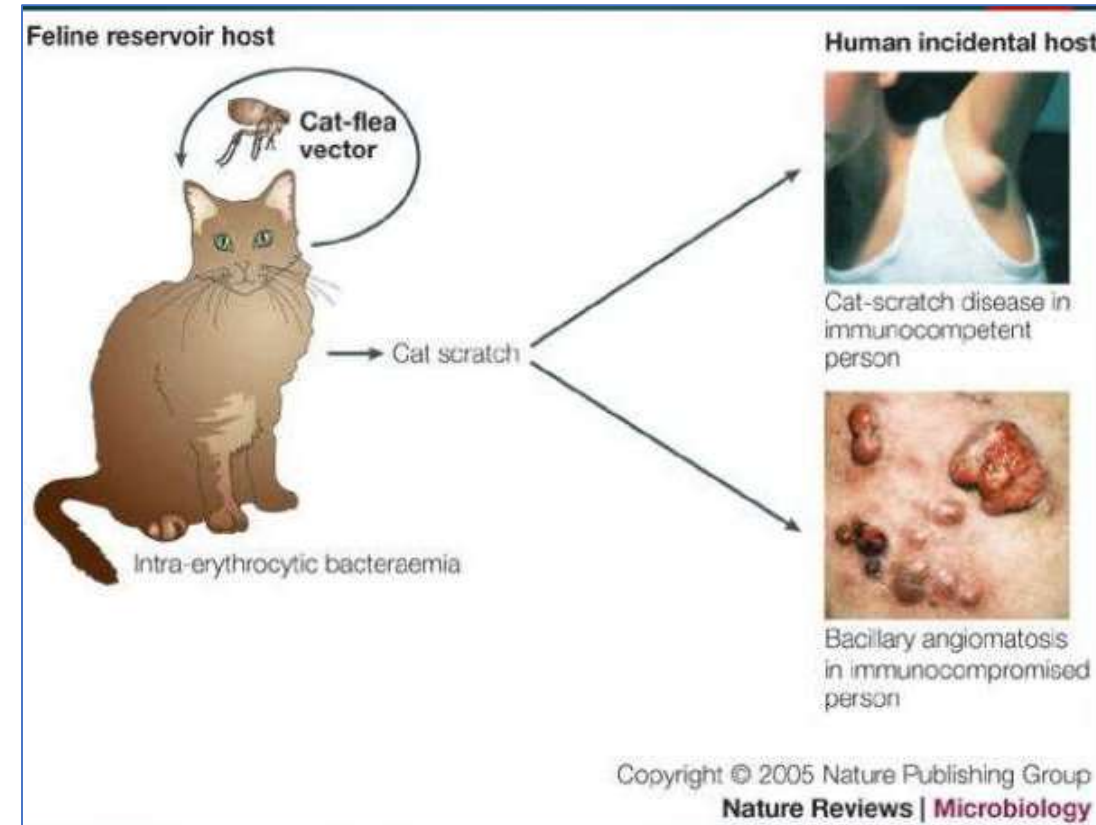 Feline reservoir host
Cat-flea
vector
Cat scratch
Intra-erythrocytic bacteraemia
Human incidental host
Cat-scratch disease in
immunocompetent
person
Bacillary angiomatosis
in immunocompromised
person
Copyright © 2005 Nature Publishing Group
Nature Reviews | Microbiology